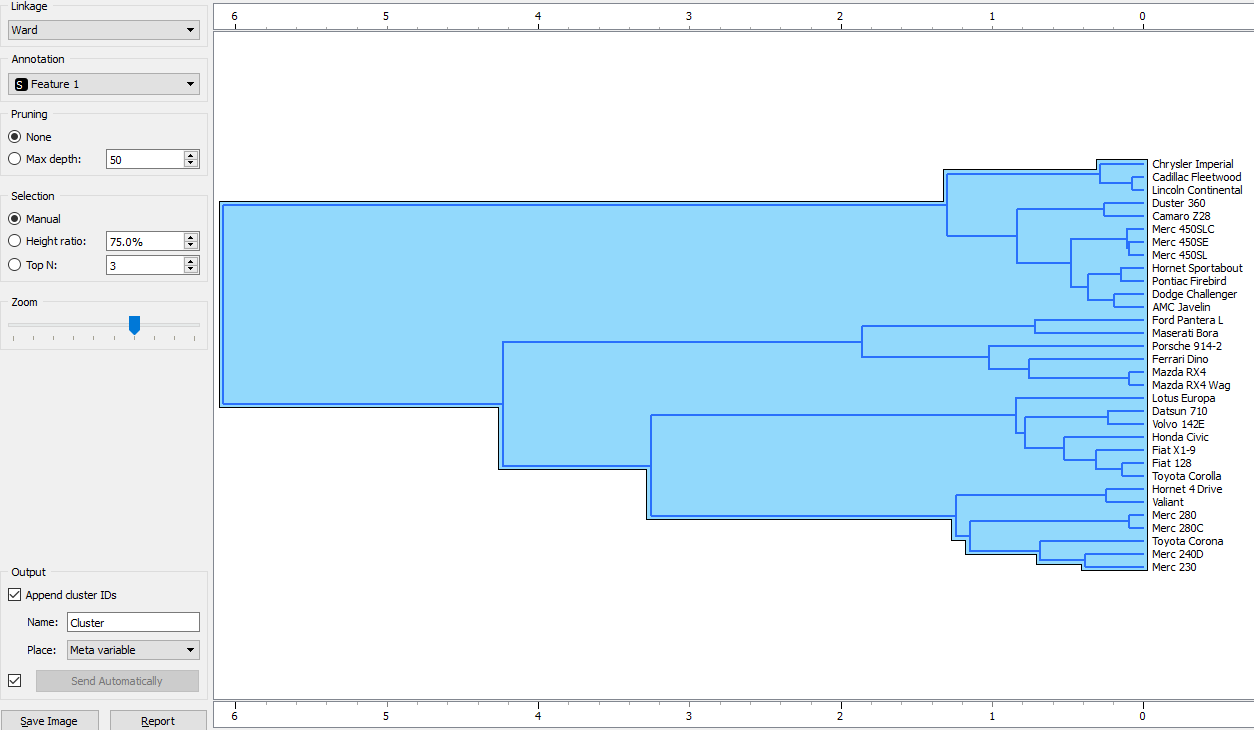 Linkage
Ward
Annotation
S Feature 1
Pruning
None
Max depth: 50
Selection
Manual
Height ratio: 75.0%
Top N: 3
Zoom
Output
Append cluster IDs
Name: Cluster
Place: Meta variable
Send Automatically
Save Image Report
6 5 4 3 2 1 0
Chrysler Imperial
Cadillac Fleetwood
Lincoln Continental
Duster 360
Camaro Z28
Merc 450SLC
Merc 450SE
Merc 450SL
Hornet Sportabout
Pontiac Firebird
Dodge Challenger
AMC Javelin
Ford Pantera L
Maserati Bora
Porsche 914-2
Ferrari Dino
Mazda RX4
Mazda RX4 Wag
Lotus Europa
Datsun 710
Volvo 142E
Honda Civic
Fiat X1-9
Fiat 128
Toyota Corolla
Hornet 4 Drive
Valiant
Merc 280
Merc 280C
Toyota Corona
Merc 240D
Merc 230
6 5 4 3 2 1 0